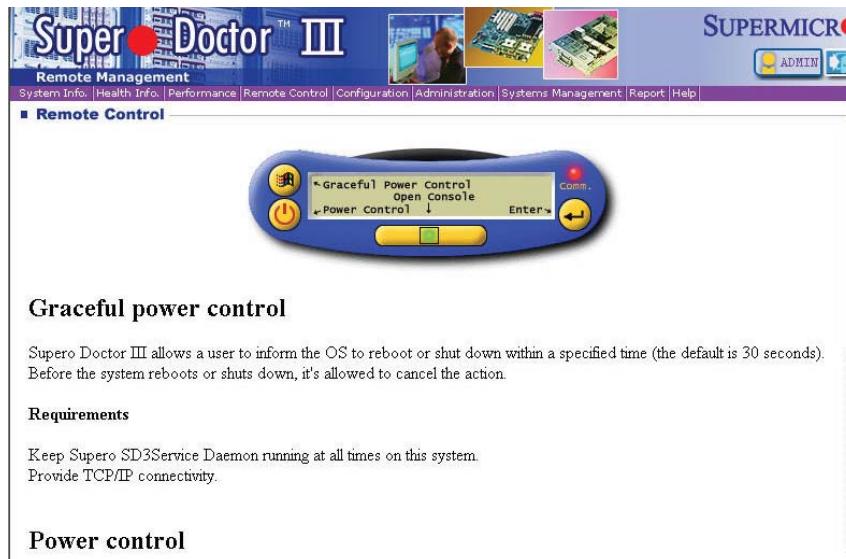 Super Doctor ™ III
SUPERMICR
ADMIN
Remote Management
System Info. Health Info. Performance Remote Control Configuration Administration Systems Management Report Help
Remote Control
Graceful Power Control
Comm.
Open Console
Power Control Enter
Graceful power control
Supero Doctor III allows a user to inform the OS to reboot or shut down within a specified time (the default is 30 seconds).
Before the system reboots or shuts down, it's allowed to cancel the action.
Requirements
Keep Supero SD3Service Daemon running at all times on this system.
Provide TCP/IP connectivity.
Power control